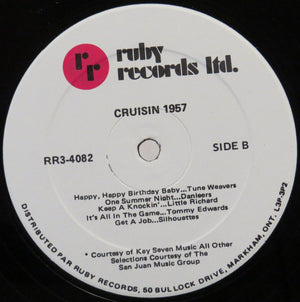 r r
ruby
records ltd.
CRUISIN 1957
RR3-4082
SIDE B
Happy, Happy Birthday Baby...Tune Weavers
One Summer Night...Danleers
Keep A Knockin'...Little Richard
It's All In The Game...Tommy Edwards
Get A Job...Silhouettes
• Courtesy of Key Seven Music All Other
Selections Courtesy of The
San Juan Music Group
DISTRIBUTED PAR RUBY RECORDS, 50 BULLOCK DRIVE, MARKHAM, ONT. L3P-3P2